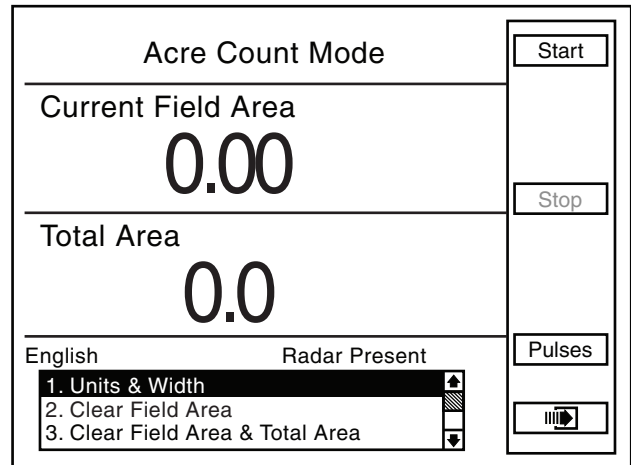 Acre Count Mode
Start
Current Field Area
0.00
Stop
Total Area
0.0
English Radar Present
Pulses
1. Units & Width
2. Clear Field Area
3. Clear Field Area & Total Area